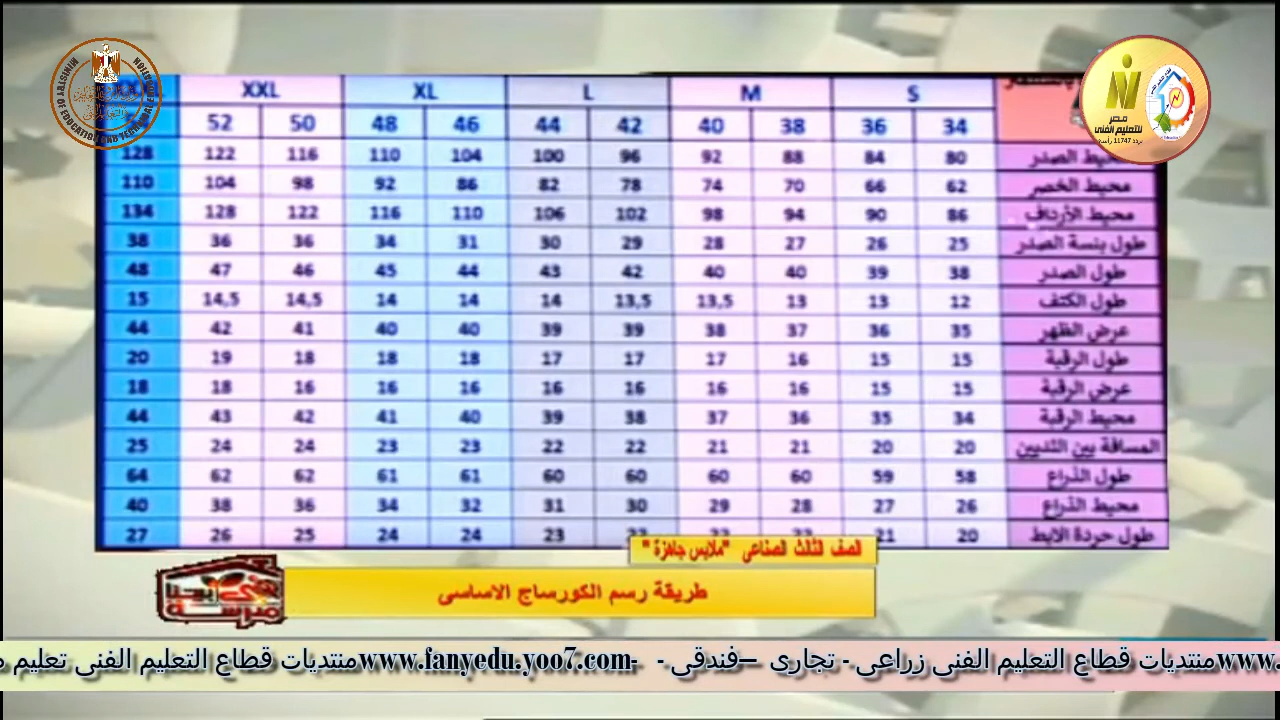 S M L XL XXL
34 36 38 40 42 44 46 48 50 52
محيط الصدر 80 84 88 92 96 100 104 110 116 122 128
محيط الخصر 62 66 70 74 78 82 86 92 98 104 110
محيط الأرداف 86 90 94 98 102 106 110 116 122 128 134
طول بنسة الصدر 25 26 27 28 29 30 31 34 36 36 38
طول الصدر 38 39 40 40 42 43 44 45 46 47 48
طول الكتف 12 13 13 13,5 13,5 14 14 14 14,5 14,5 15
عرض الظهر 35 36 37 38 39 39 40 40 41 42 44
طول الرقبة 15 15 16 17 17 17 18 18 18 19 20
عرض الرقبة 15 15 16 16 16 16 16 16 16 18 18
محيط الرقبة 34 35 36 37 38 39 40 41 42 43 44
المسافة بين الثديين 20 20 21 21 22 22 23 23 24 24 25
طول الذراع 58 59 60 60 60 60 61 61 62 62 64
محيط الذراع 26 27 28 29 30 31 32 34 36 38 40
طول حردة الابط 20 21 23 24 24 25 26 27
مصر
للتعليم الفنى
الصف الثالث الصناعى "ملابس جاهزة"
طريقة رسم الكورساج الاساسى
www.منتديات قطاع التعليم الفنى زراعى- تجارى –فندقى - -www.fanyedu.yoo7.comمنتديات قطاع التعليم الفنى تعليم